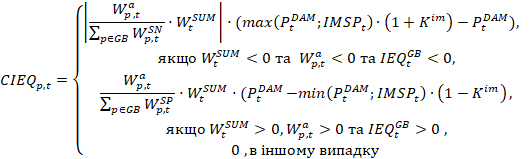 CIEQ_{p,t} = { |W^a_{p,t} / ∑_{p∈GB} W^{SN}_{p,t} · W^{SUM}_t| · (max(P^{DAM}_t; IMSP_t) · (1 + K^{im}) − P^{DAM}_t),
якщо W^{SUM}_t < 0 та W^a_{p,t} < 0 та IEQ^{GB}_t < 0,
W^a_{p,t} / ∑_{p∈GB} W^{SP}_{p,t} · W^{SUM}_t · (P^{DAM}_t − min(P^{DAM}_t; IMSP_t) · (1 − K^{im}),
якщо W^{SUM}_t > 0, W^a_{p,t} > 0 та IEQ^{GB}_t > 0 ,
0 , в іншому випадку